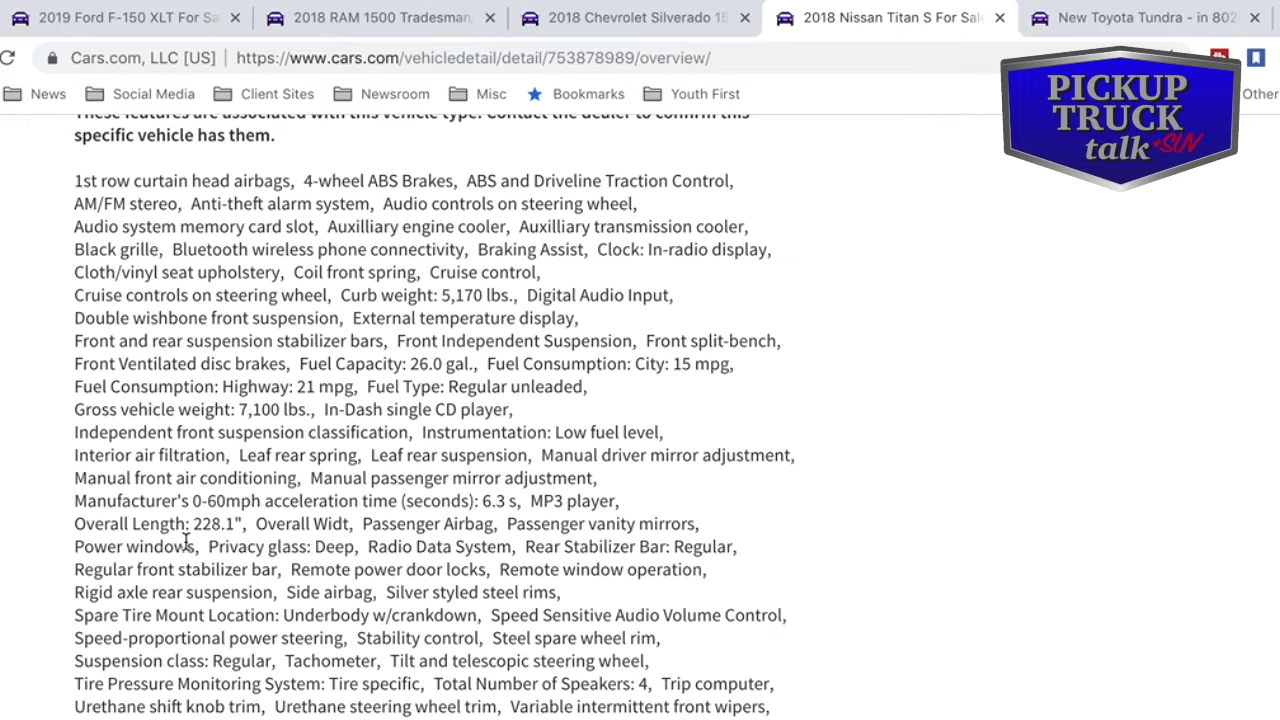 2019 Ford F-150 XLT For Sa
2018 RAM 1500 Tradesman,
2018 Chevrolet Silverado 15
2018 Nissan Titan S For Sale
New Toyota Tundra - in 802
Cars.com, LLC [US] | https://www.cars.com/vehicledetail/detail/753878989/overview/
News Social Media Client Sites Newsroom Misc Bookmarks Youth First Other
PICKUP
TRUCK
talk +SUV
These features are associated with this vehicle type. Contact the dealer to confirm this
specific vehicle has them.
1st row curtain head airbags, 4-wheel ABS Brakes, ABS and Driveline Traction Control,
AM/FM stereo, Anti-theft alarm system, Audio controls on steering wheel,
Audio system memory card slot, Auxilliary engine cooler, Auxilliary transmission cooler,
Black grille, Bluetooth wireless phone connectivity, Braking Assist, Clock: In-radio display,
Cloth/vinyl seat upholstery, Coil front spring, Cruise control,
Cruise controls on steering wheel, Curb weight: 5,170 lbs., Digital Audio Input,
Double wishbone front suspension, External temperature display,
Front and rear suspension stabilizer bars, Front Independent Suspension, Front split-bench,
Front Ventilated disc brakes, Fuel Capacity: 26.0 gal., Fuel Consumption: City: 15 mpg,
Fuel Consumption: Highway: 21 mpg, Fuel Type: Regular unleaded,
Gross vehicle weight: 7,100 lbs., In-Dash single CD player,
Independent front suspension classification, Instrumentation: Low fuel level,
Interior air filtration, Leaf rear spring, Leaf rear suspension, Manual driver mirror adjustment,
Manual front air conditioning, Manual passenger mirror adjustment,
Manufacturer's 0-60mph acceleration time (seconds): 6.3 s, MP3 player,
Overall Length: 228.1", Overall Widt, Passenger Airbag, Passenger vanity mirrors,
Power windows, Privacy glass: Deep, Radio Data System, Rear Stabilizer Bar: Regular,
Regular front stabilizer bar, Remote power door locks, Remote window operation,
Rigid axle rear suspension, Side airbag, Silver styled steel rims,
Spare Tire Mount Location: Underbody w/crankdown, Speed Sensitive Audio Volume Control,
Speed-proportional power steering, Stability control, Steel spare wheel rim,
Suspension class: Regular, Tachometer, Tilt and telescopic steering wheel,
Tire Pressure Monitoring System: Tire specific, Total Number of Speakers: 4, Trip computer,
Urethane shift knob trim, Urethane steering wheel trim, Variable intermittent front wipers,